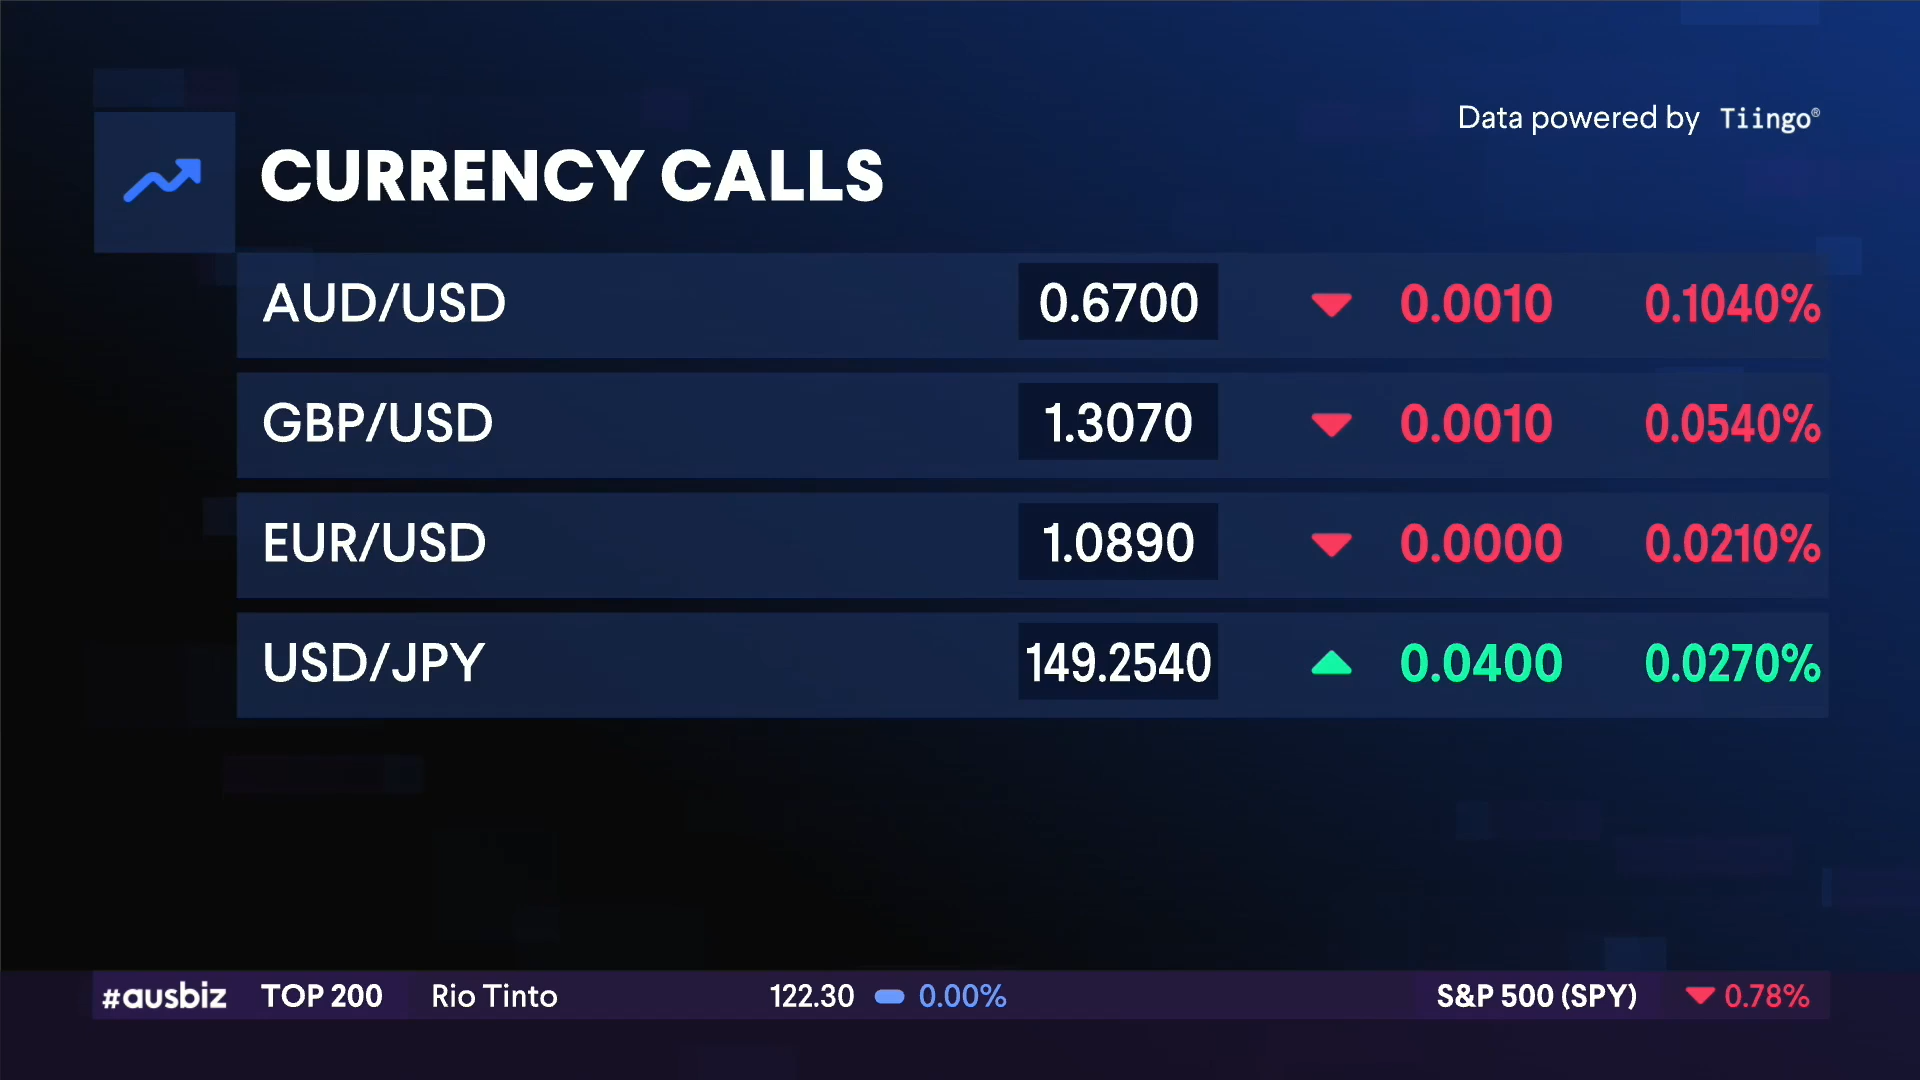 Data powered by Tiingo®
CURRENCY CALLS
AUD/USD 0.6700 0.0010 0.1040%
GBP/USD 1.3070 0.0010 0.0540%
EUR/USD 1.0890 0.0000 0.0210%
USD/JPY 149.2540 0.0400 0.0270%
#ausbiz TOP 200 Rio Tinto 122.30 0.00% S&P 500 (SPY) 0.78%